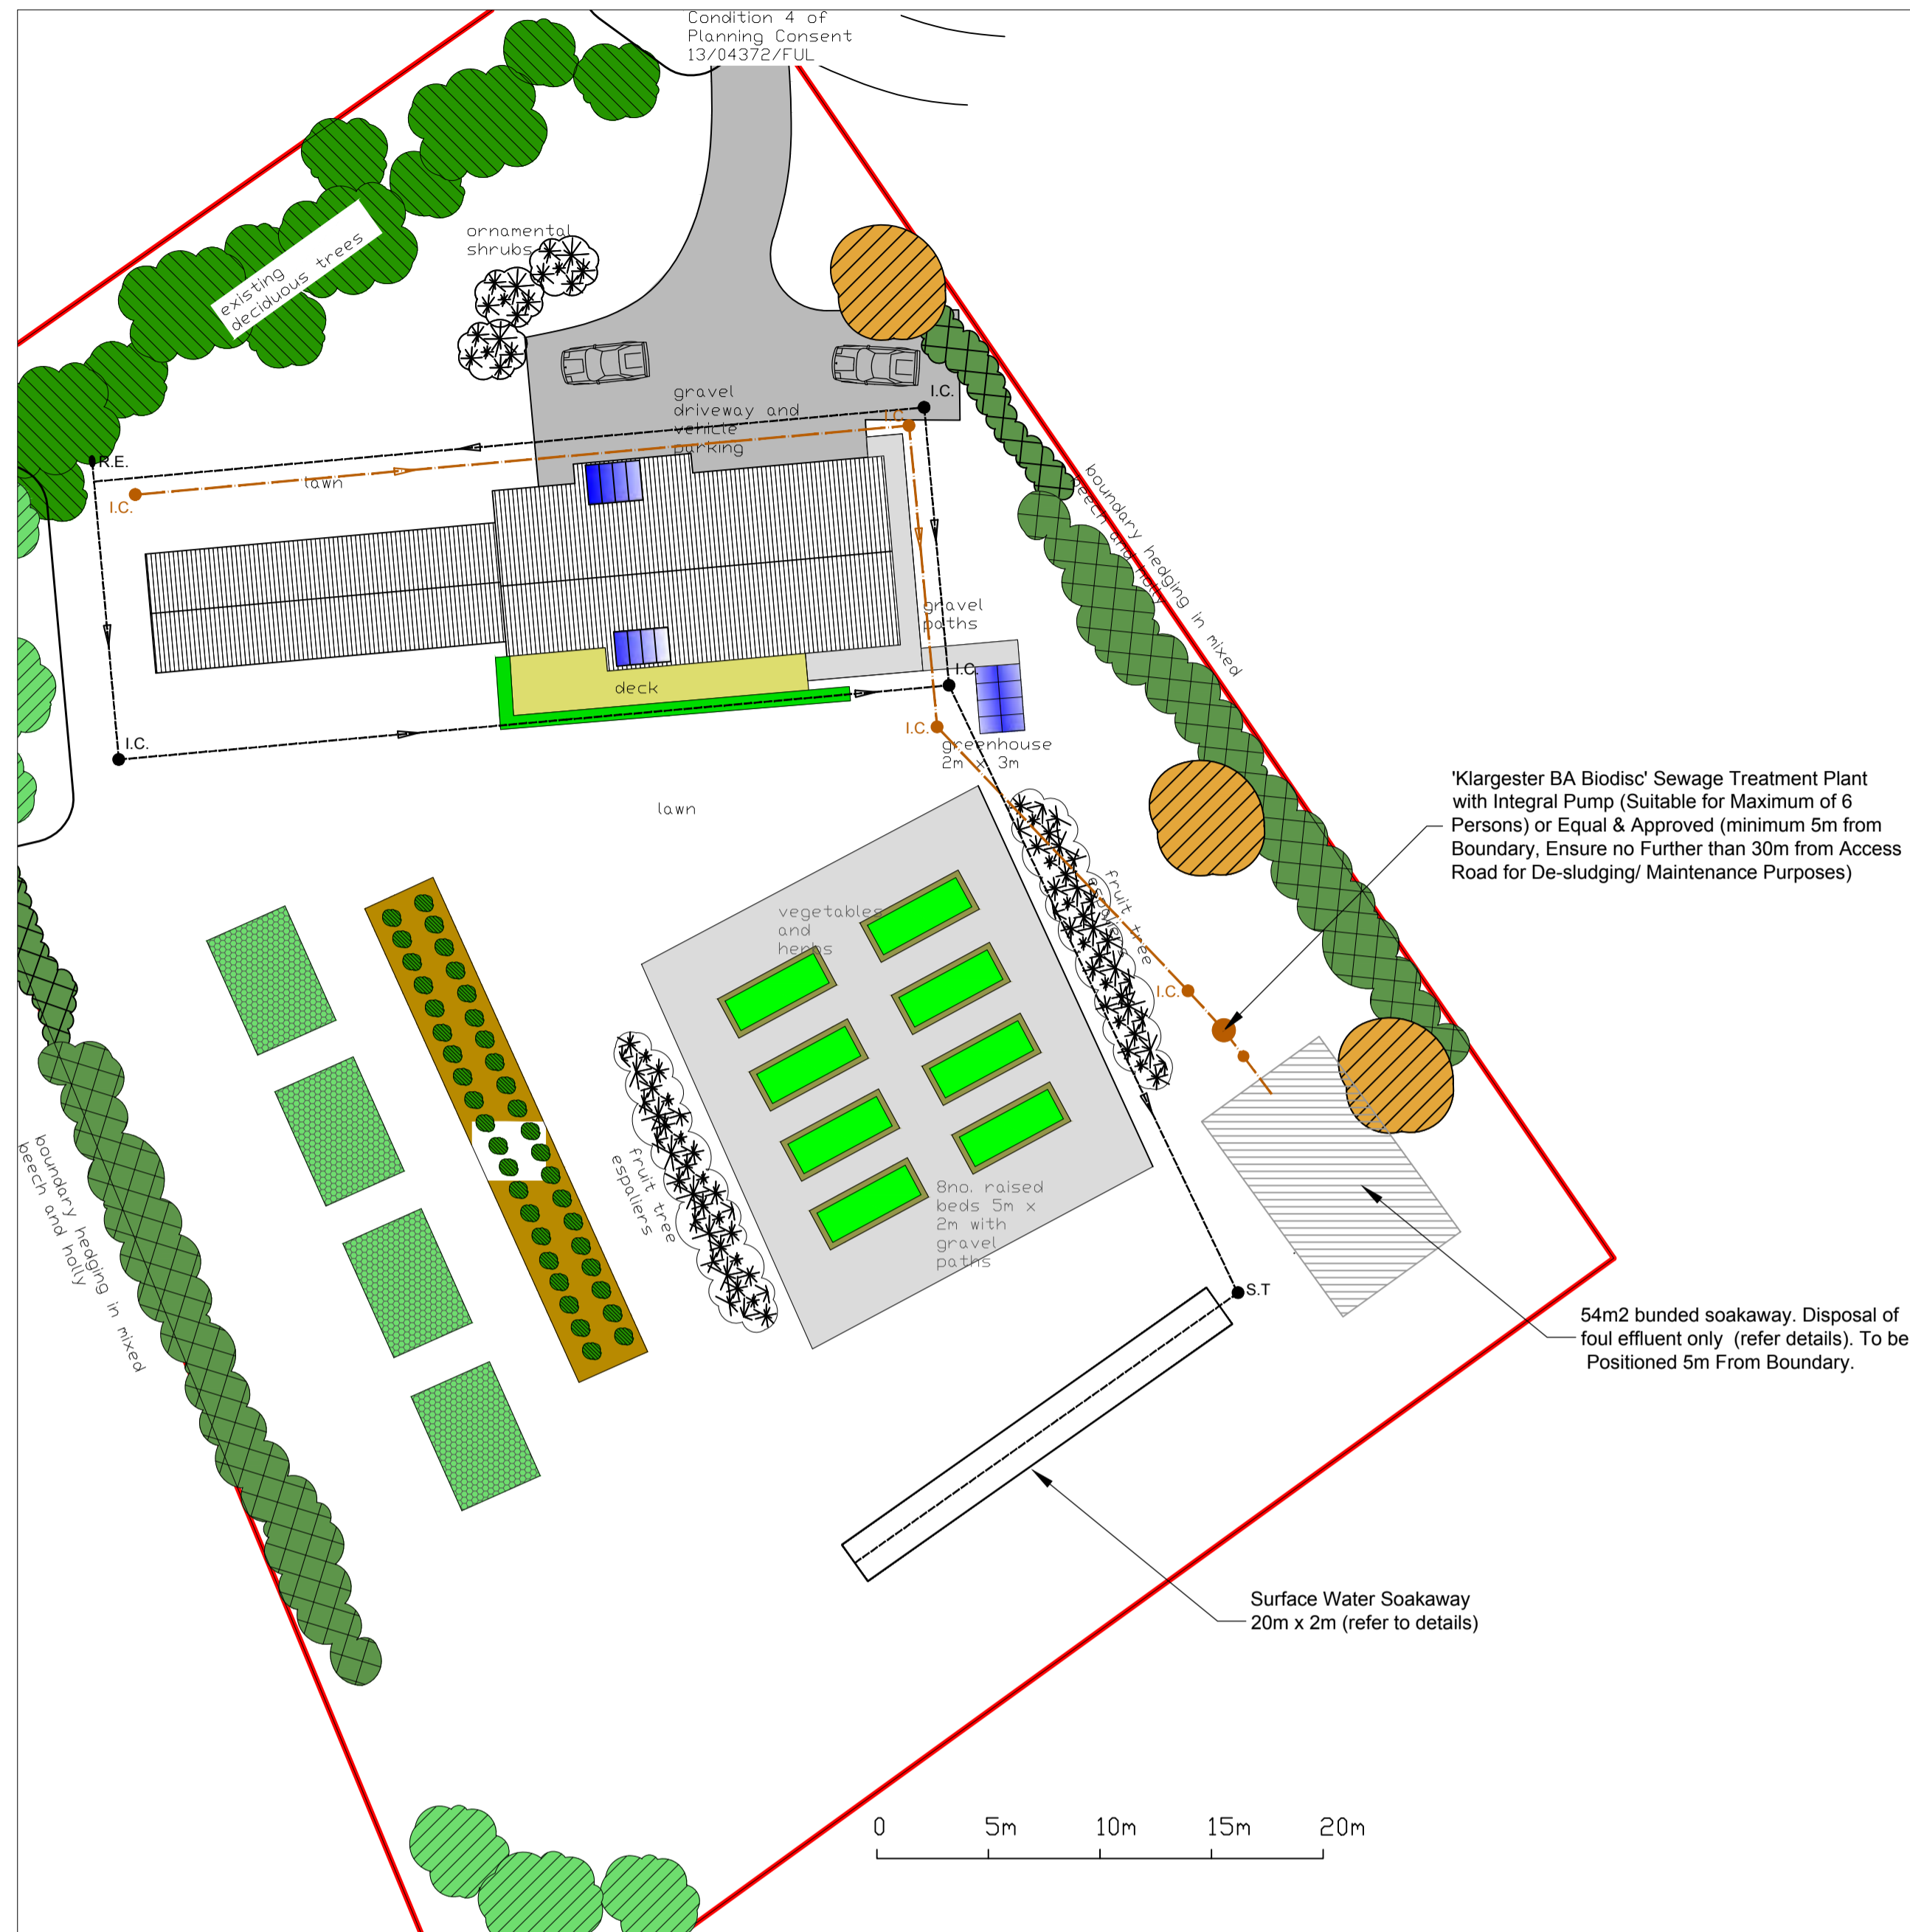 Condition 4 of
Planning Consent
13/04372/FUL
ornamental
shrubs
existing
deciduous trees
gravel
driveway and
vehicle
parking
I.C.
I.C.
R.E.
lawn
I.C.
boundary hedging in mixed
beech and holly
gravel
paths
I.C.
deck
I.C.
I.C.
greenhouse
2m x 3m
lawn
'Klargester BA Biodisc' Sewage Treatment Plant
with Integral Pump (Suitable for Maximum of 6
Persons) or Equal & Approved (minimum 5m from
Boundary, Ensure no Further than 30m from Access
Road for De-sludging/ Maintenance Purposes)
fruit tree
espaliers
vegetables
and
herbs
I.C.
boundary hedging in mixed
beech and holly
fruit tree
espaliers
8no. raised
beds 5m x
2m with
gravel
paths
S.T
54m2 bunded soakaway. Disposal of
foul effluent only (refer details). To be
Positioned 5m From Boundary.
Surface Water Soakaway
20m x 2m (refer to details)
0 5m 10m 15m 20m